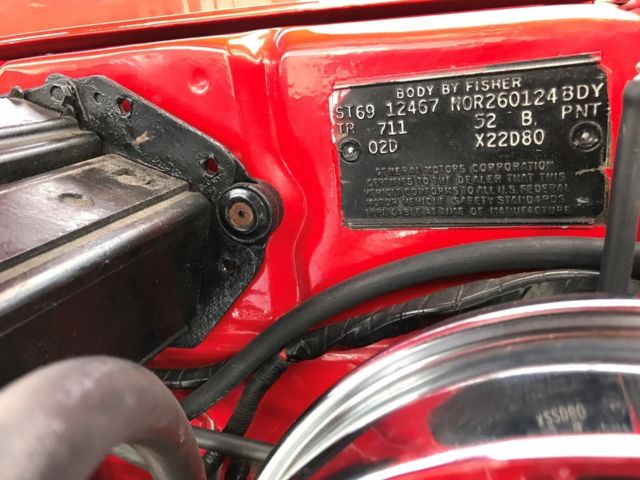 BODY BY FISHER
ST69 12467 NOR260124 BDY
TR 711 52 B. PNT
02D X22D80
GENERAL MOTORS CORPORATION
CERTIFIES TO THE DEALER THAT THIS
VEHICLE CONFORMS TO ALL U.S. FEDERAL
MOTOR VEHICLE SAFETY STANDARDS
APPLICABLE AT TIME OF MANUFACTURE